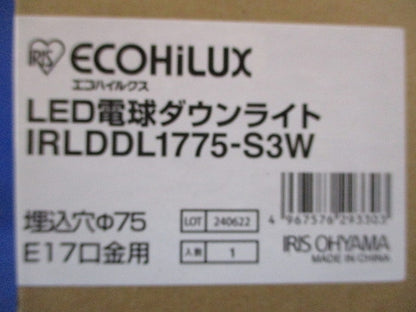 IRIS ECOHiLUX
エコハイルクス
LED電球ダウンライト
IRLDDL1775-S3W
埋込穴Φ75
LOT 240622
4 967576 293303
E17口金用
入数 1
IRIS OHYAMA
MADE IN CHINA